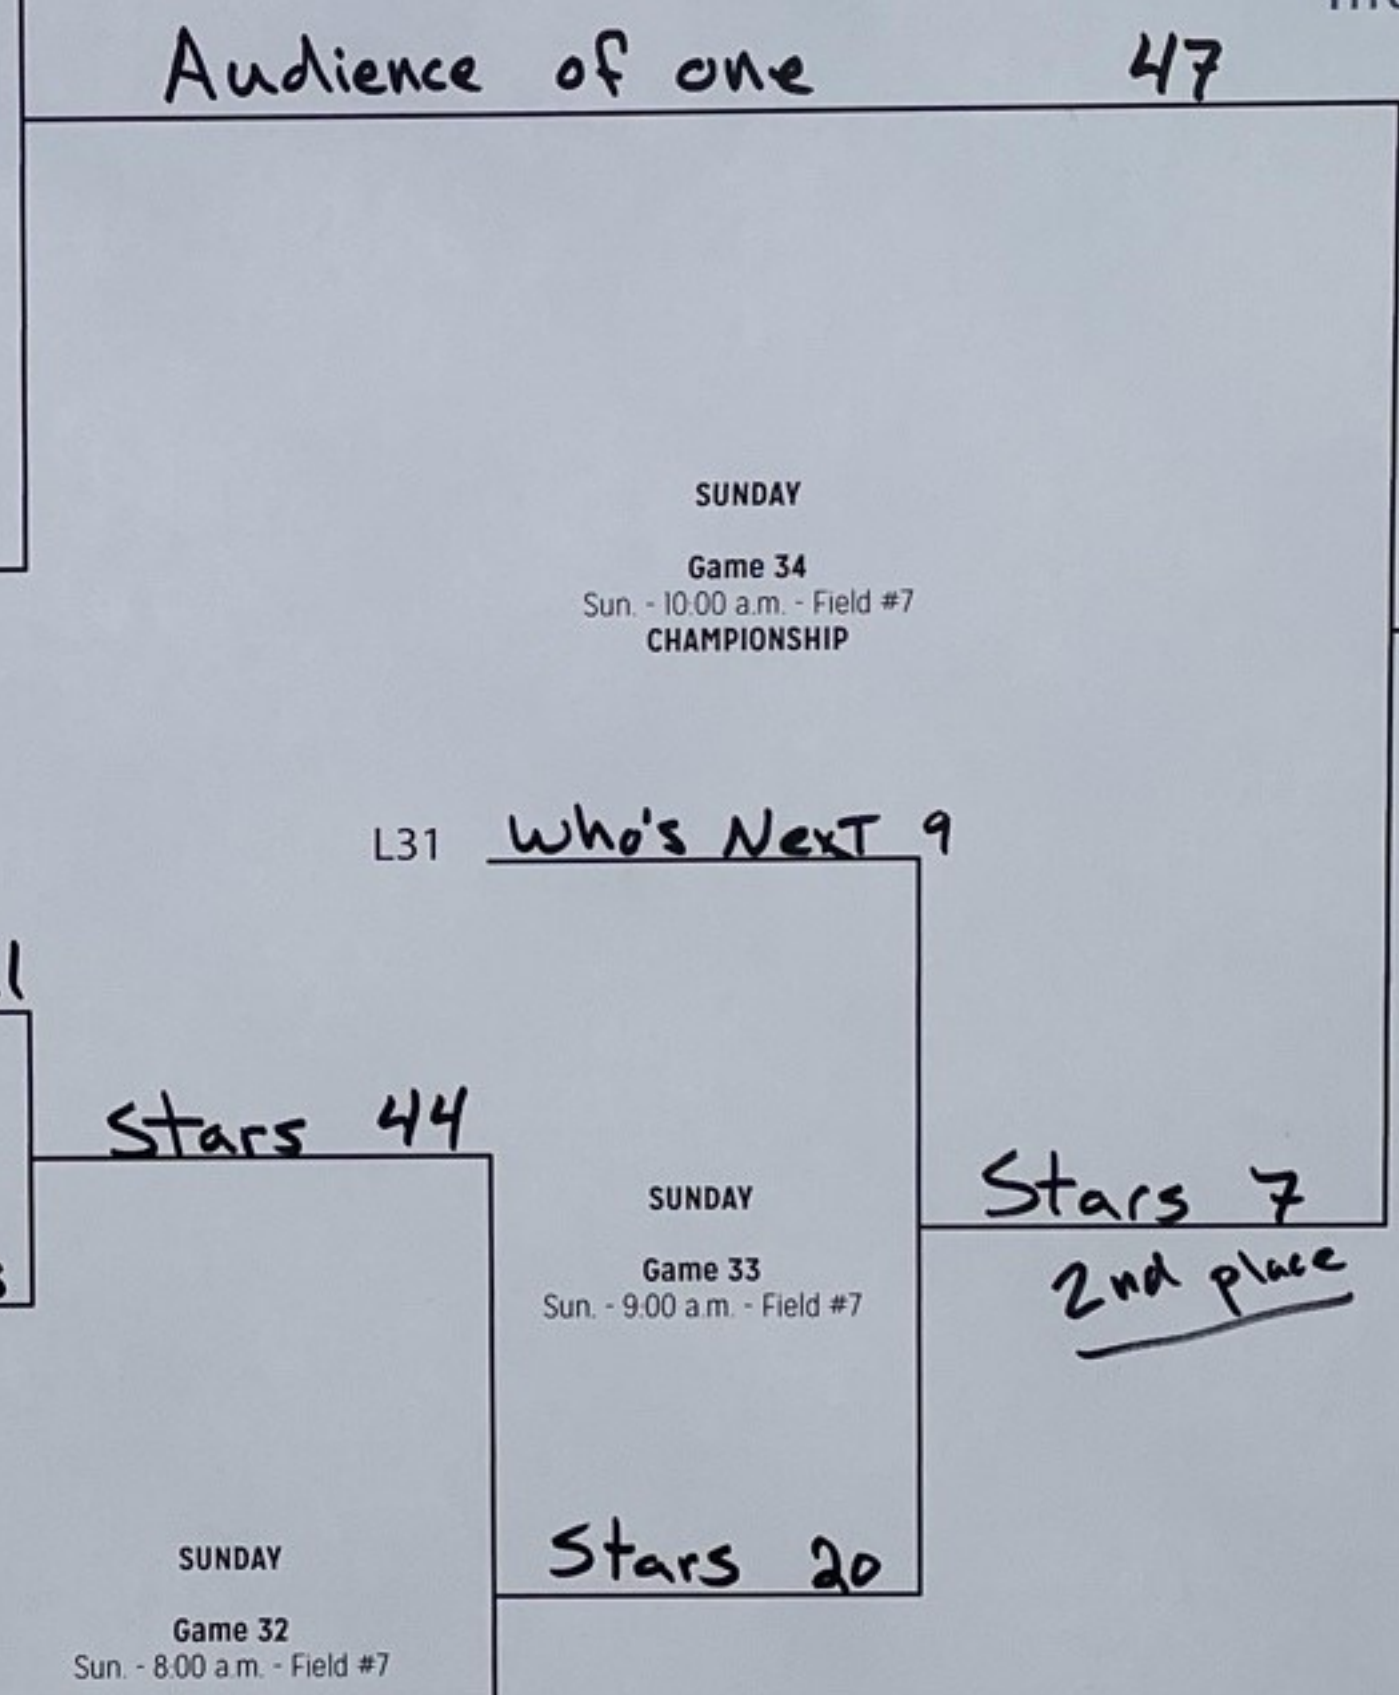 Audience of one 47
SUNDAY
Game 34
Sun. - 10:00 a.m. - Field #7
CHAMPIONSHIP
L31 Who's NexT 9
Stars 44
SUNDAY
Game 33
Sun. - 9:00 a.m. - Field #7
Stars 7
2nd place
Stars 20
SUNDAY
Game 32
Sun. - 8:00 a.m. - Field #7